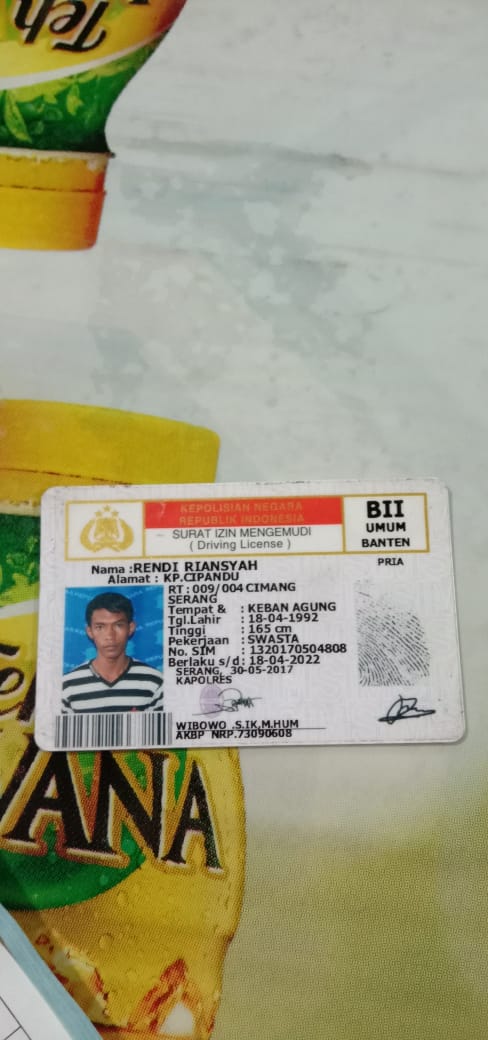 Teh
KEPOLISIAN NEGARA
REPUBLIK INDONESIA
SURAT IZIN MENGEMUDI
( Driving License )
BII
UMUM
BANTEN
PRIA
Nama :RENDI RIANSYAH
Alamat : KP.CIPANDU
RT : 009/004 CIMANG
SERANG
Tempat & : KEBAN AGUNG
Tgl.Lahir : 18-04-1992
Tinggi : 165 cm
Pekerjaan : SWASTA
No. SIM : 1320170504808
Berlaku s/d : 18-04-2022
SERANG, 30-05-2017
KAPOLRES
WIBOWO .S.IK,M.HUM
AKBP NRP.73090608